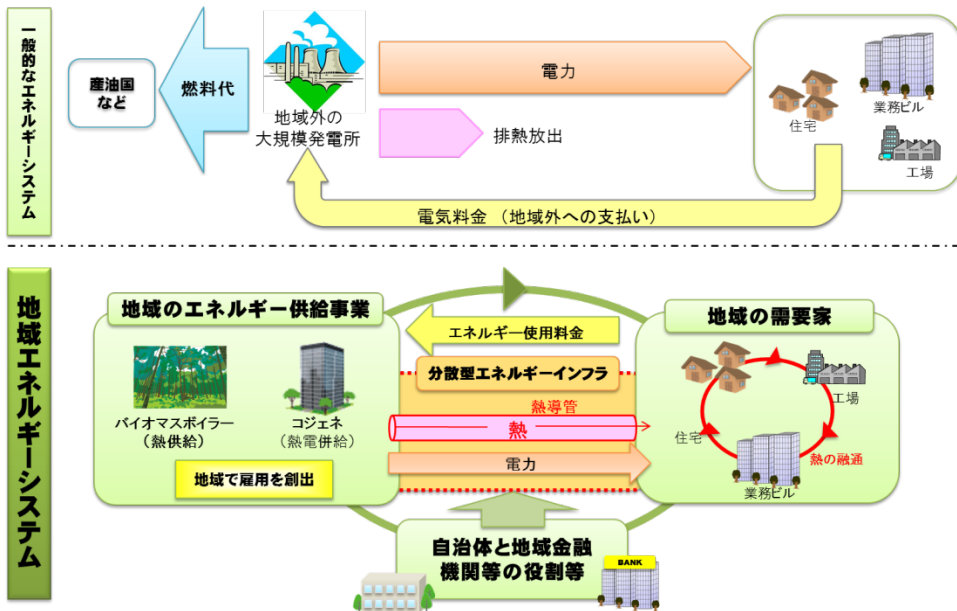 一般的なエネルギーシステム
産油国
など
燃料代
地域外の
大規模発電所
電力
排熱放出
住宅
業務ビル
工場
電気料金 （地域外への支払い）
地域エネルギーシステム
地域のエネルギー供給事業
バイオマスボイラー
（熱供給）
コジェネ
（熱電併給）
地域で雇用を創出
エネルギー使用料金
分散型エネルギーインフラ
熱導管
熱
電力
地域の需要家
工場
住宅
熱の融通
業務ビル
自治体と地域金融
機関等の役割等
BANK